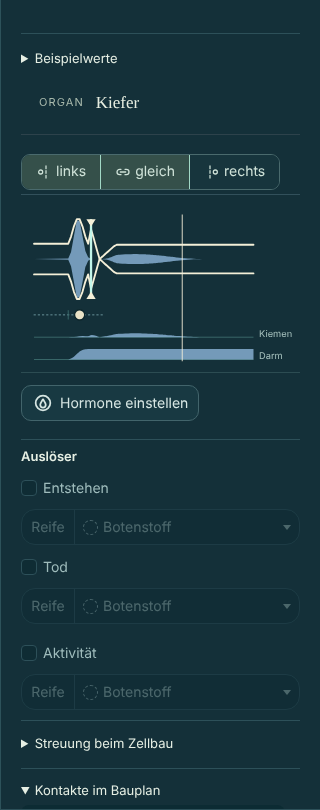 Beispielwerte
ORGAN Kiefer
links gleich rechts
Kiemen
Darm
Hormone einstellen
Auslöser
Entstehen
Reife Botenstoff
Tod
Reife Botenstoff
Aktivität
Reife Botenstoff
Streuung beim Zellbau
Kontakte im Bauplan